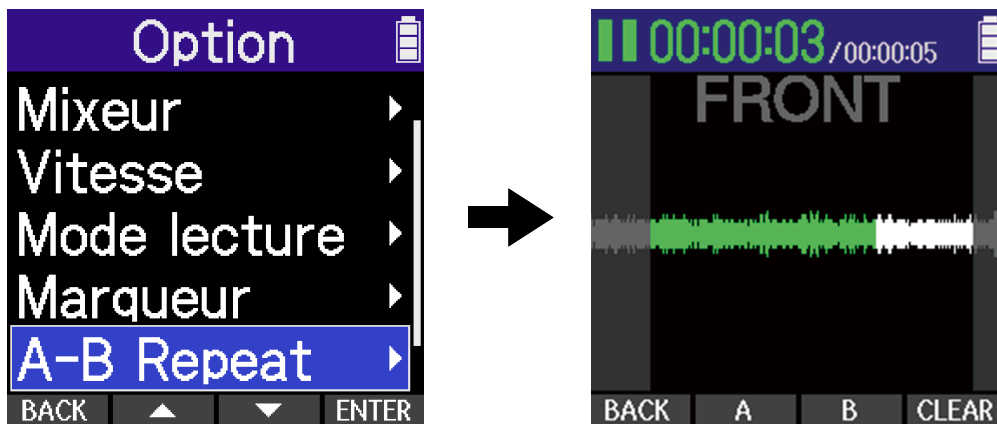 Option
Mixeur
Vitesse
Mode lecture
Marqueur
A-B Repeat
BACK ENTER
00:00:03/00:00:05
FRONT
BACK A B CLEAR